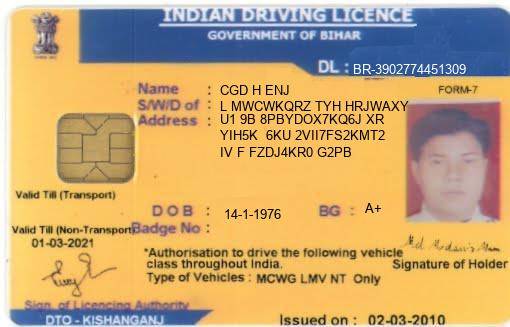 INDIAN DRIVING LICENCE
GOVERNMENT OF BIHAR
DL : BR-3902774451309
Name : CGD H ENJ FORM-7
S/W/D of : L MWCWKQRZ TYH HRJWAXY
Address : U1 9B 8PBYDOX7KQ6J XR
YIH5K 6KU 2VII7FS2KMT2
IV F FZDJ4KR0 G2PB
Valid Till (Transport)
DOB : 14-1-1976 BG : A+
Valid Till (Non-Transport) Badge No :
01-03-2021
*Authorisation to drive the following vehicle
class throughout India. Signature of Holder
Type of Vehicles : MCWG LMV NT Only
Sign. of Licencing Authority
DTO - KISHANGANJ Issued on : 02-03-2010